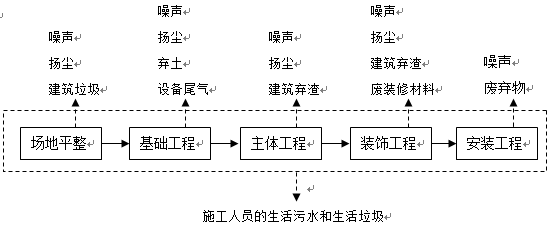 噪声
扬尘
建筑垃圾
噪声
扬尘
弃土
设备尾气
噪声
扬尘
建筑弃渣
噪声
扬尘
建筑弃渣
废装修材料
噪声
废弃物
场地平整
基础工程
主体工程
装饰工程
安装工程
施工人员的生活污水和生活垃圾